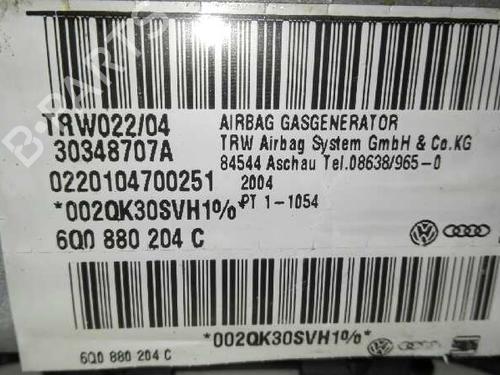 TRW022/04
AIRBAG GASGENERATOR
30348707A
TRW Airbag System GmbH & Co.KG
84544 Aschau Tel.08638/965-0
0220104700251
2004
*002QK30SVH1%*
PT 1-1054
6Q0 880 204 C
*002QK30SVH1%*
6Q0 880 204 C
B-PARTS